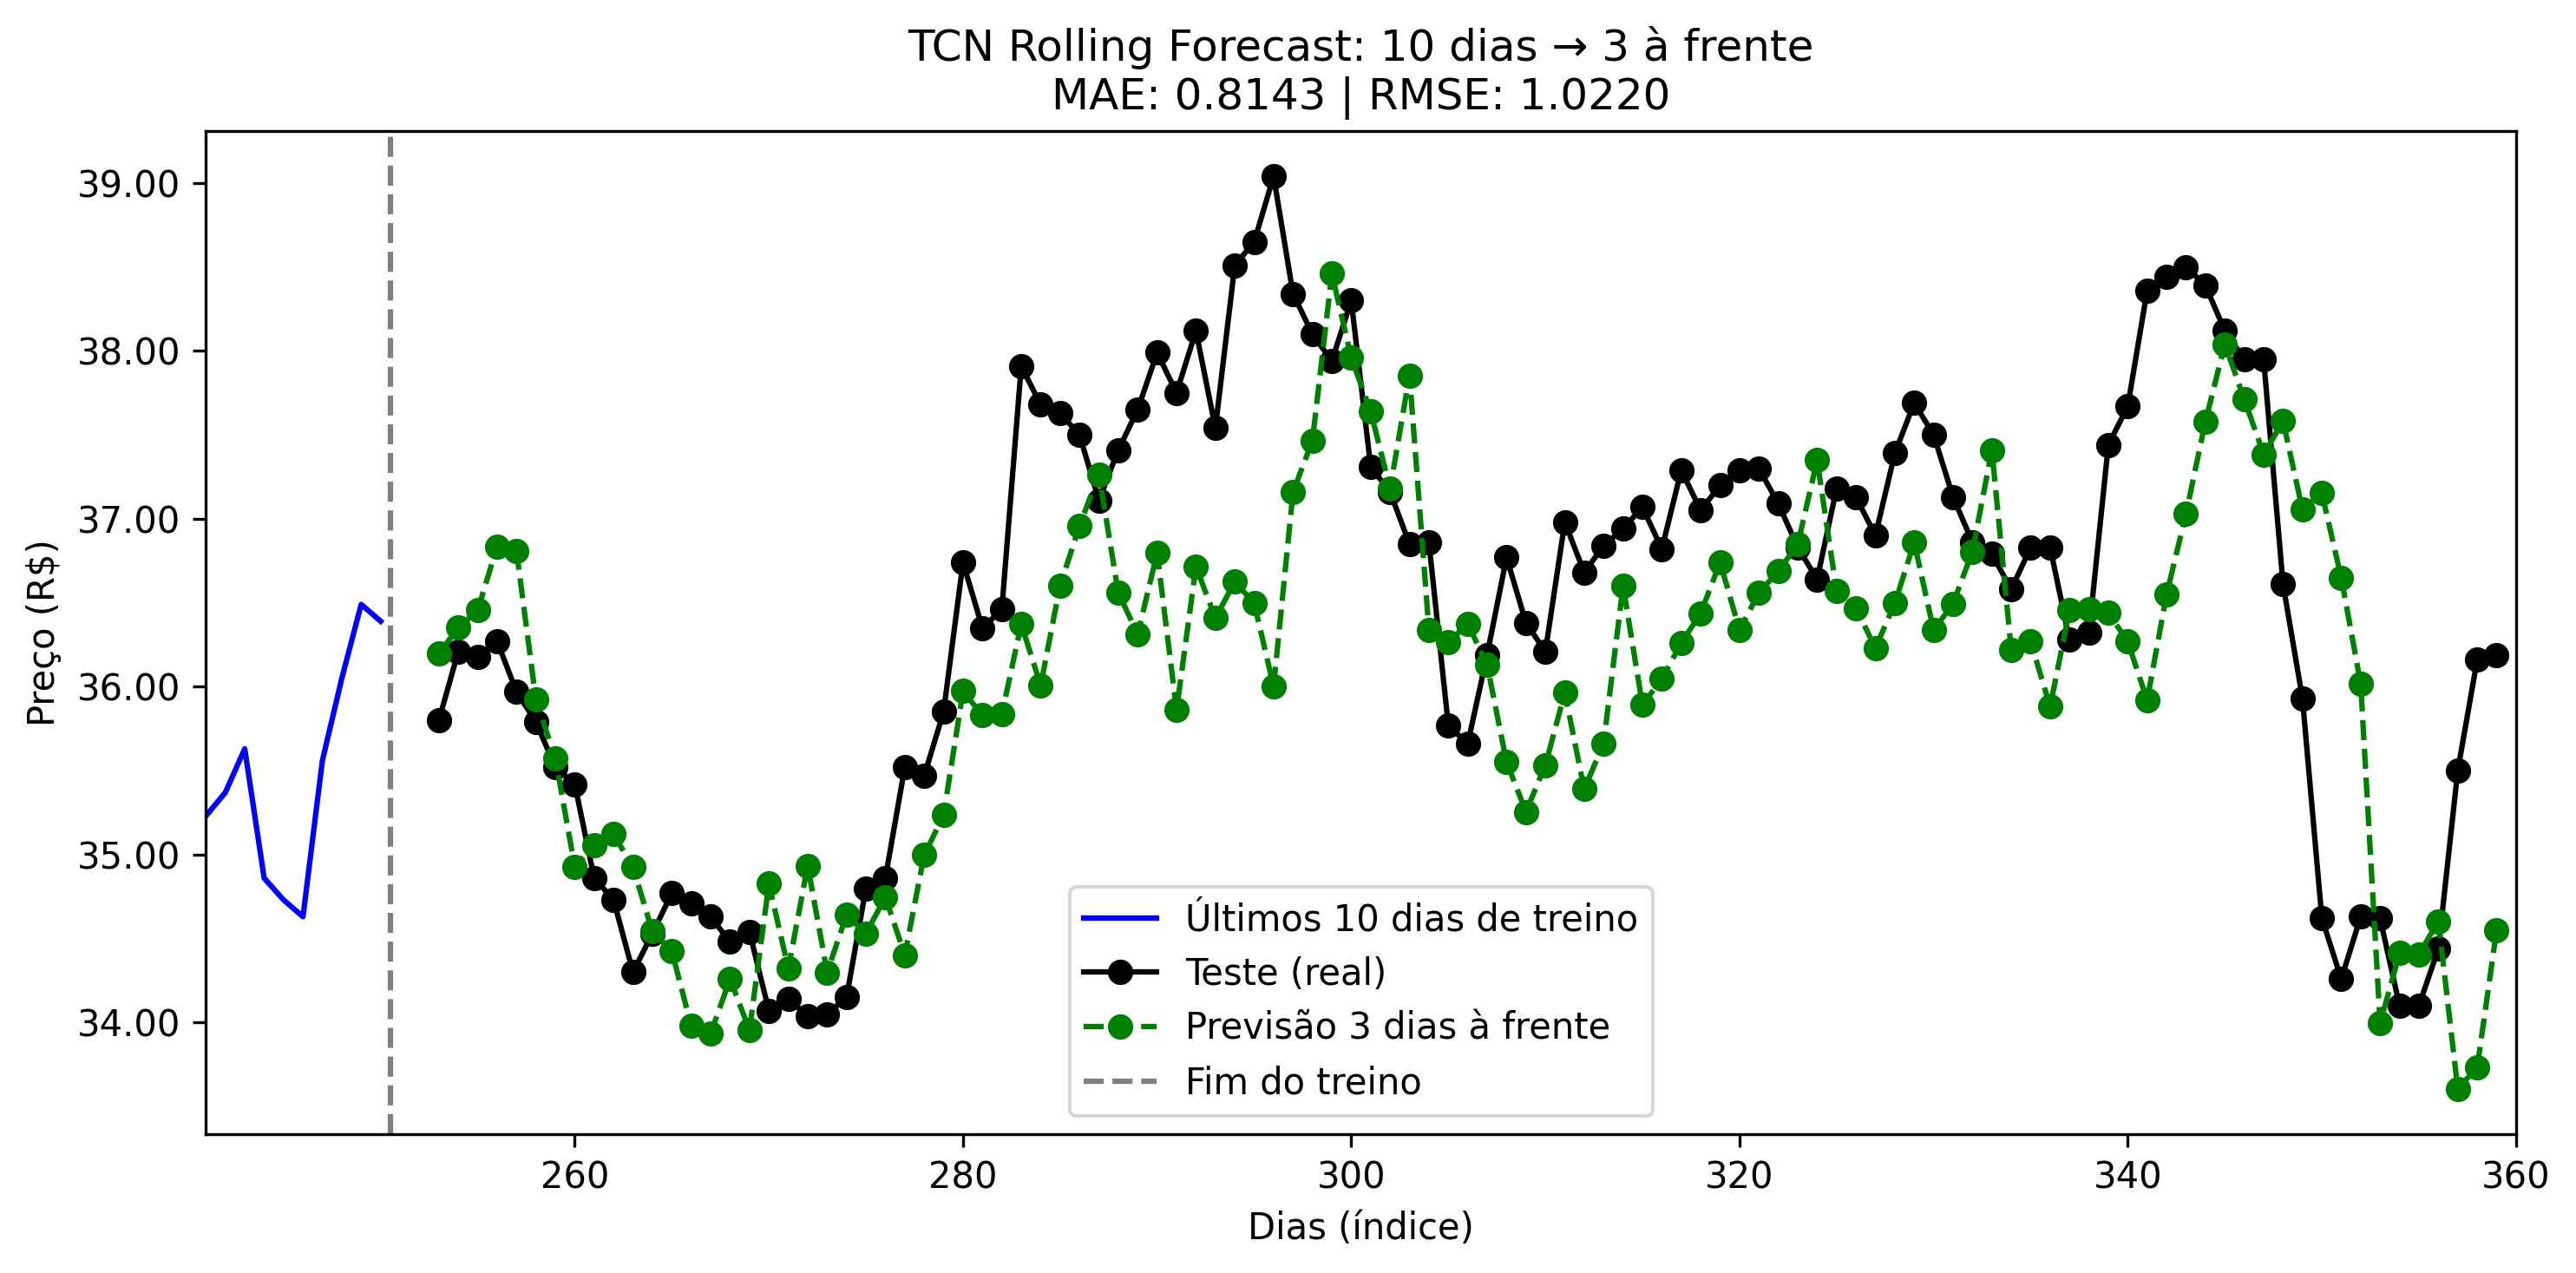 TCN Rolling Forecast: 10 dias → 3 à frente
MAE: 0.8143 | RMSE: 1.0220
Preço (R$)
39.00
38.00
37.00
36.00
35.00
34.00
Últimos 10 dias de treino
Teste (real)
Previsão 3 dias à frente
Fim do treino
260 280 300 320 340 360
Dias (índice)